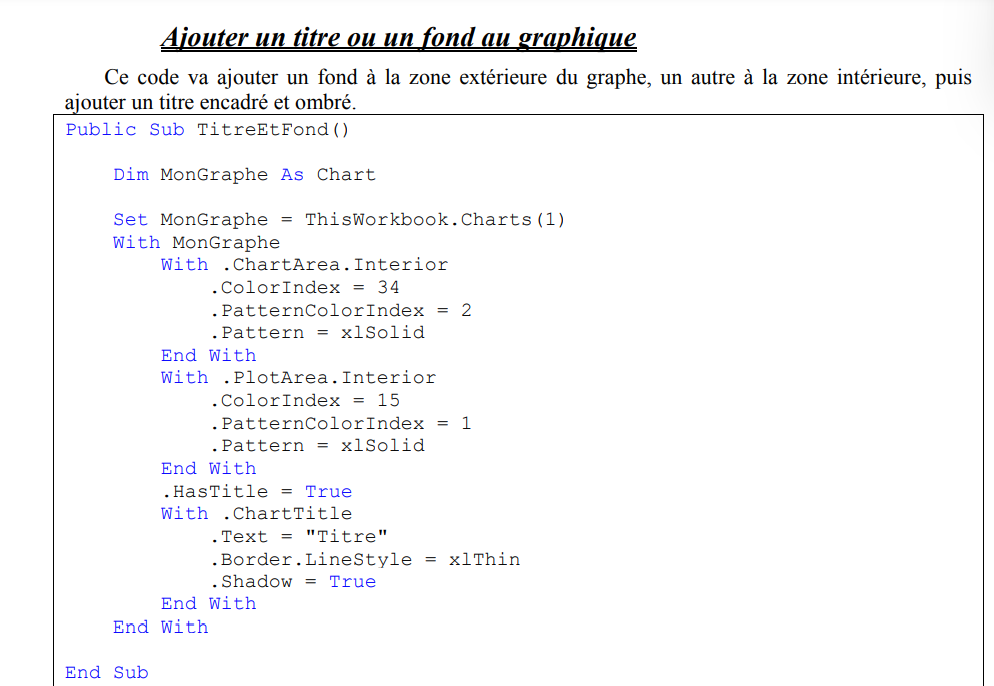 Ajouter un titre ou un fond au graphique
Ce code va ajouter un fond à la zone extérieure du graphe, un autre à la zone intérieure, puis
ajouter un titre encadré et ombré.
Public Sub TitreEtFond()
Dim MonGraphe As Chart
Set MonGraphe = ThisWorkbook.Charts(1)
With MonGraphe
With .ChartArea.Interior
.ColorIndex = 34
.PatternColorIndex = 2
.Pattern = xlSolid
End With
With .PlotArea.Interior
.ColorIndex = 15
.PatternColorIndex = 1
.Pattern = xlSolid
End With
.HasTitle = True
With .ChartTitle
.Text = "Titre"
.Border.LineStyle = xlThin
.Shadow = True
End With
End With
End Sub